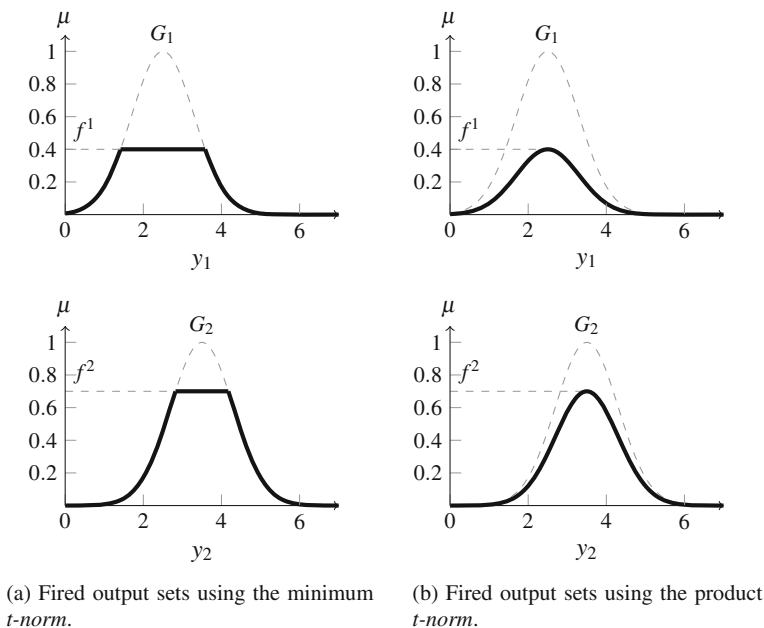 μ
G1
1
0.8
0.6
f1
0.4
0.2
0
2
4
6
y1
μ
G1
1
0.8
0.6
f1
0.4
0.2
0
2
4
6
y1
μ
G2
1
0.8
f2
0.6
0.4
0.2
0
2
4
6
y2
μ
G2
1
0.8
f2
0.6
0.4
0.2
0
2
4
6
y2
(a) Fired output sets using the minimum
t-norm.
(b) Fired output sets using the product
t-norm.